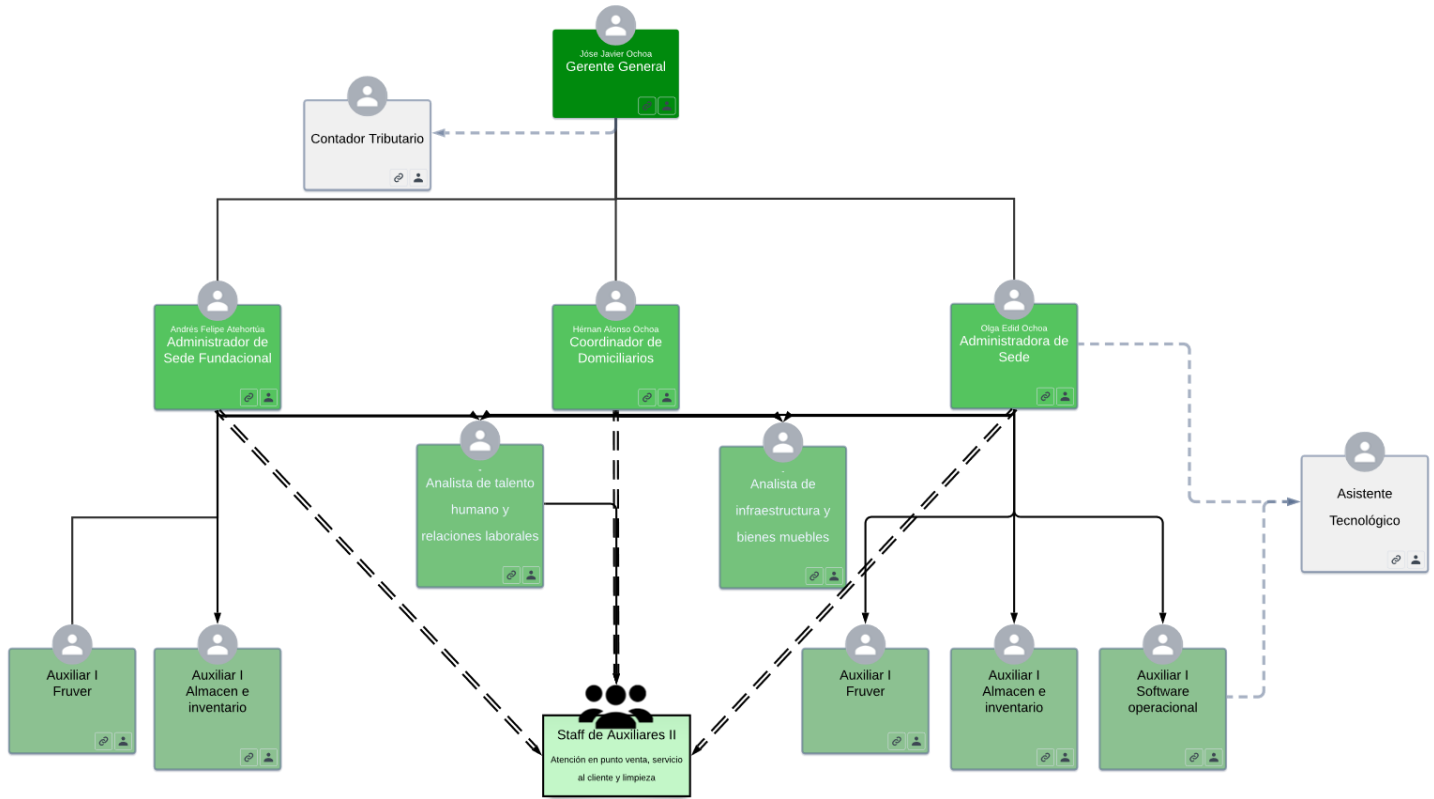 Jóse Javier Ochoa
Gerente General
Contador Tributario
Andrés Felipe Atehortúa
Administrador de
Sede Fundacional
Hérnan Alonso Ochoa
Coordinador de
Domiciliarios
Olga Edid Ochoa
Administradora de
Sede
.
Analista de talento
humano y
relaciones laborales
.
Analista de
infraestructura y
bienes muebles
Asistente
Tecnológico
Auxiliar I
Fruver
Auxiliar I
Almacen e
inventario
Staff de Auxiliares II
Atención en punto venta, servicio
al cliente y limpieza
Auxiliar I
Fruver
Auxiliar I
Almacen e
inventario
Auxiliar I
Software
operacional